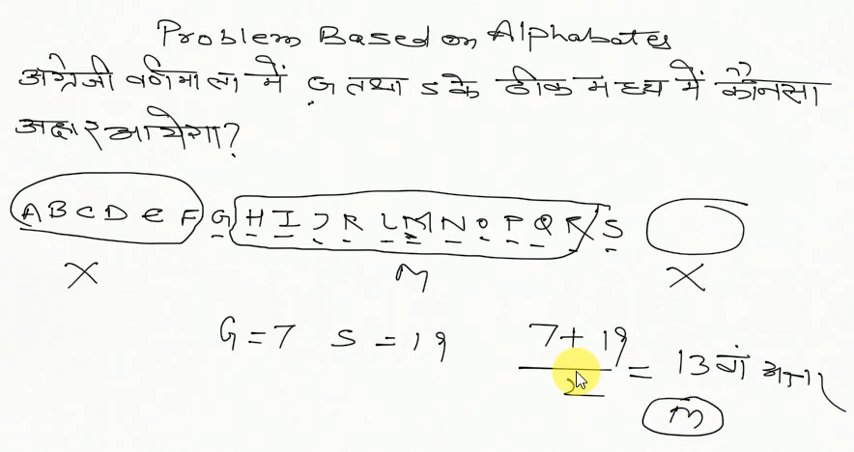 Problem Based on Alphabates
अंग्रेजी वर्णमाला में G तथा S के ठीक मध्य में कौनसा
अक्षर आयेगा?
A B C D e F G H I J K L M N O P Q R S
X M X
G = 7 S = 19 7 + 19 / 2 = 13 वां अक्षर
M